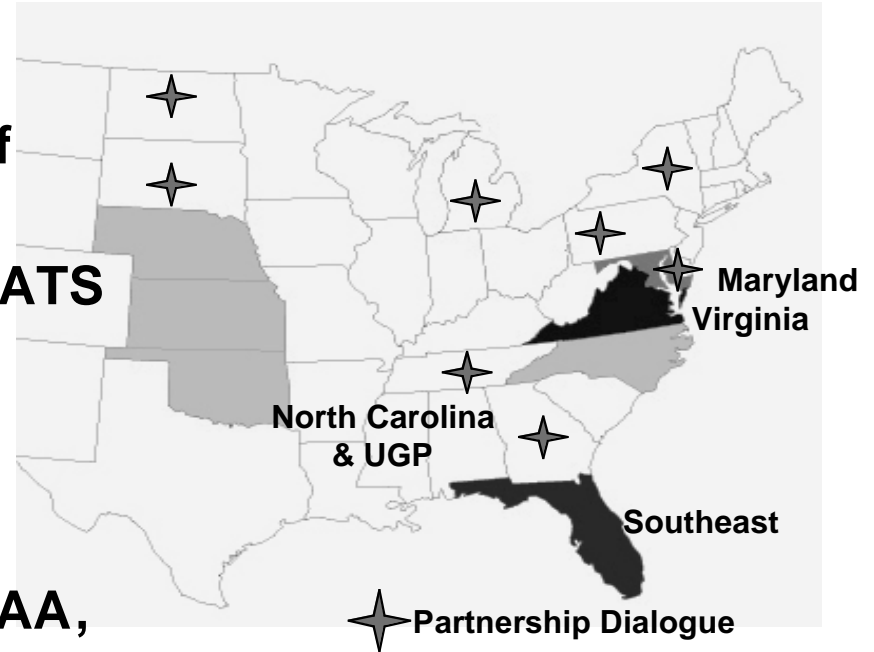 f
ATS
Maryland
Virginia
North Carolina
& UGP
Southeast
AA,
Partnership Dialogue